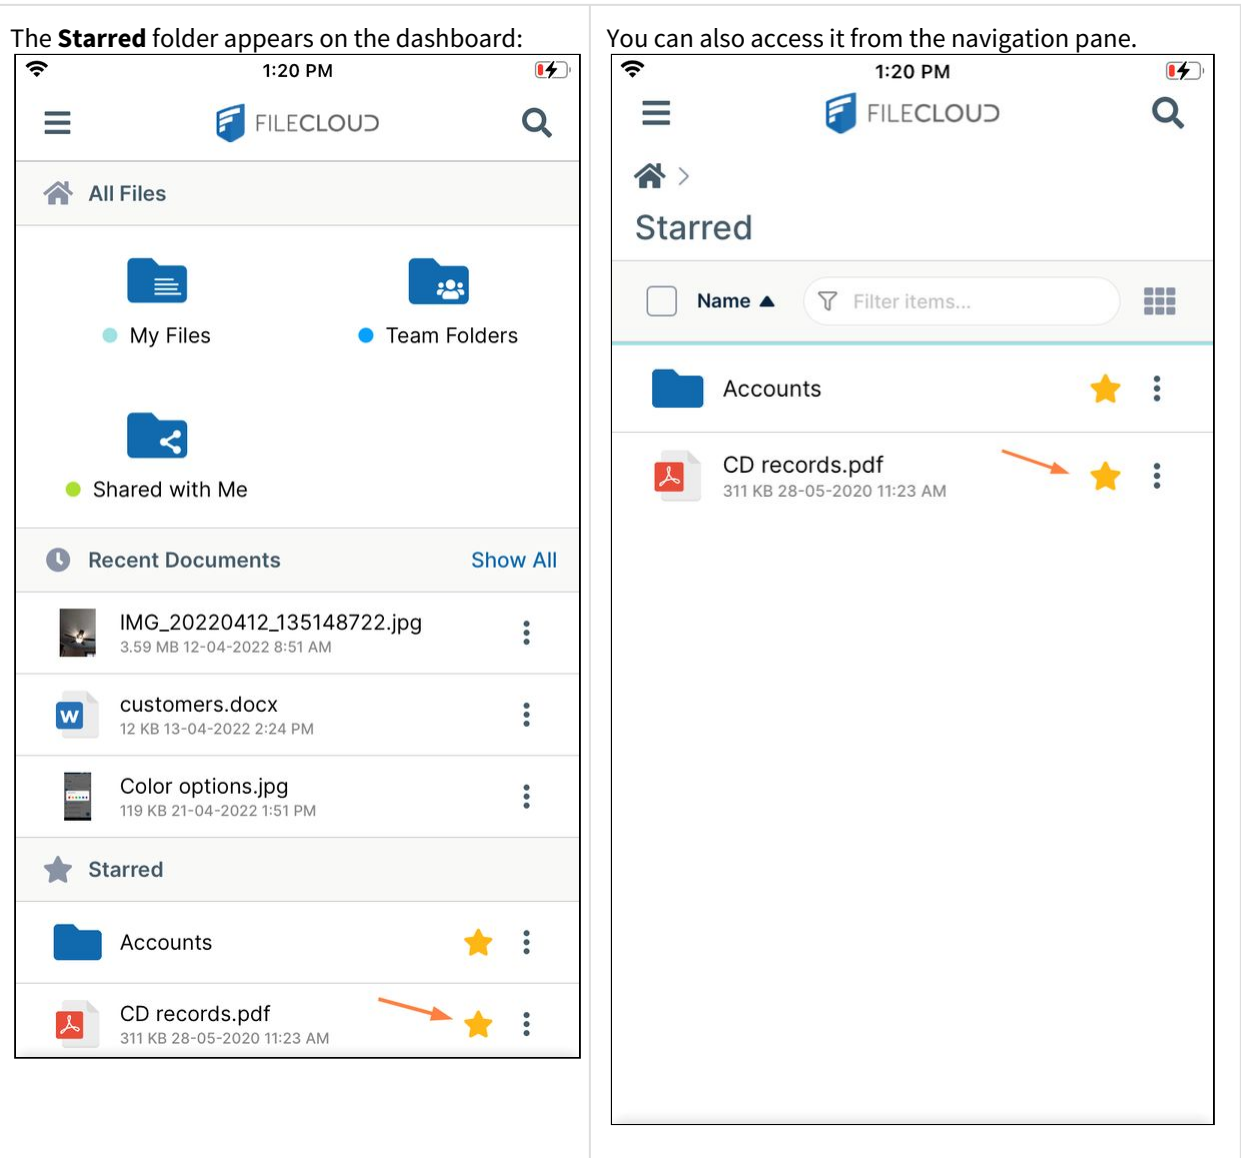 The Starred folder appears on the dashboard:
1:20 PM
FILECLOUD
All Files
My Files
Team Folders
Shared with Me
Recent Documents
Show All
IMG_20220412_135148722.jpg
3.59 MB 12-04-2022 8:51 AM
W
customers.docx
12 KB 13-04-2022 2:24 PM
Color options.jpg
119 KB 21-04-2022 1:51 PM
Starred
Accounts
CD records.pdf
311 KB 28-05-2020 11:23 AM
You can also access it from the navigation pane.
1:20 PM
FILECLOUD
Starred
Name
Filter items...
Accounts
CD records.pdf
311 KB 28-05-2020 11:23 AM